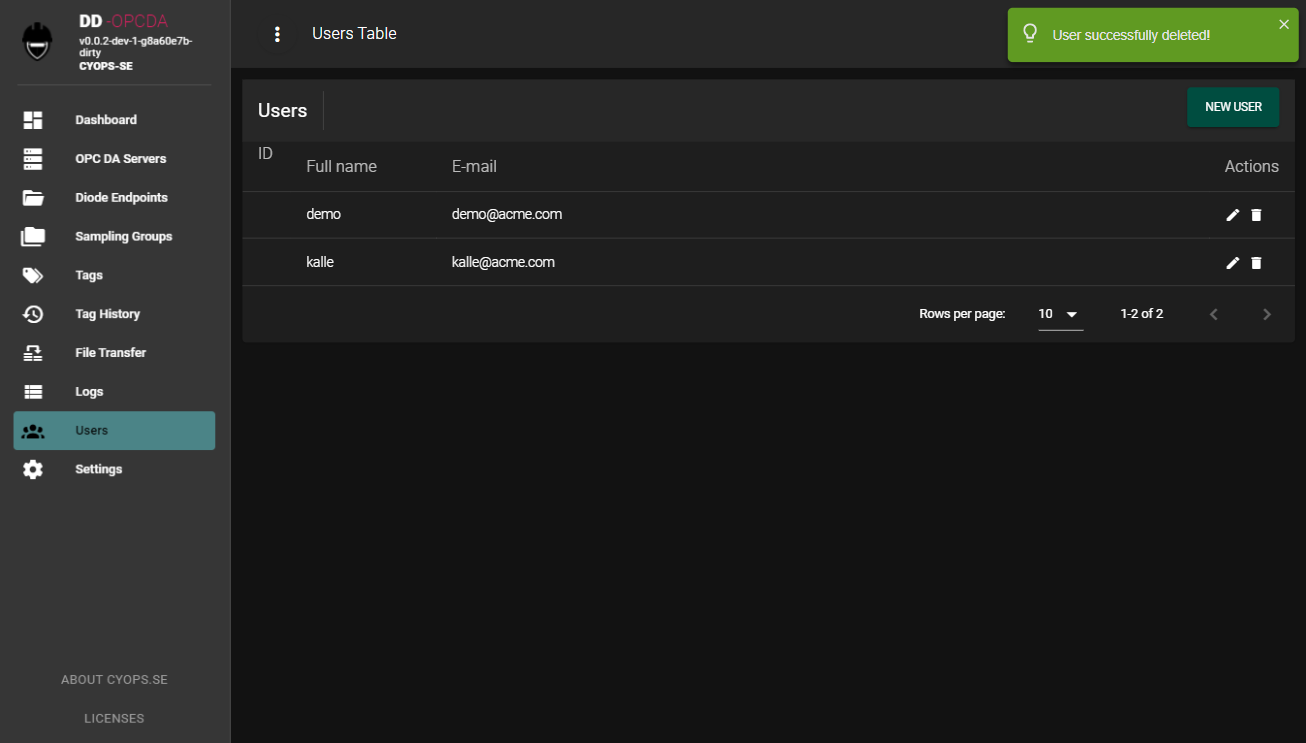 DD -OPCDA
v0.0.2-dev-1-g8a60e7b-
dirty
CYOPS-SE
Dashboard
OPC DA Servers
Diode Endpoints
Sampling Groups
Tags
Tag History
File Transfer
Logs
Users
Settings
ABOUT CYOPS.SE
LICENSES
Users Table
User successfully deleted!
Users
NEW USER
ID Full name E-mail Actions
demo demo@acme.com
kalle kalle@acme.com
Rows per page: 10 1-2 of 2